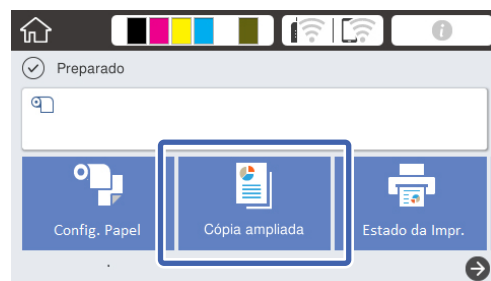 Preparado
Config. Papel
Cópia ampliada
Estado da Impr.